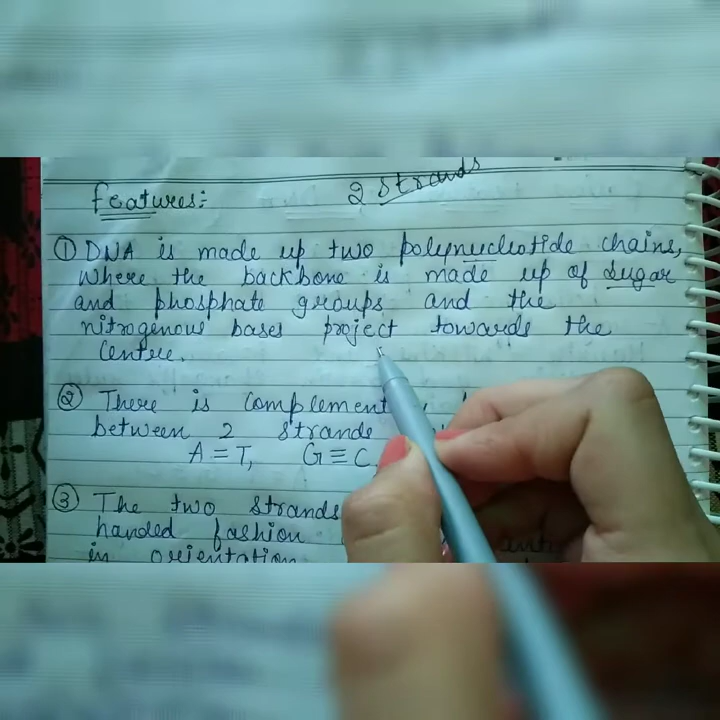 2 strands
Features:-
① DNA is made up two polynucleotide chains,
where the backbone is made up of sugar
and phosphate groups and the
nitrogenous bases project towards the
centre.
② There is
between 2 strands
A=T, G≡C
③ The two strands
handed fashion
in orientation